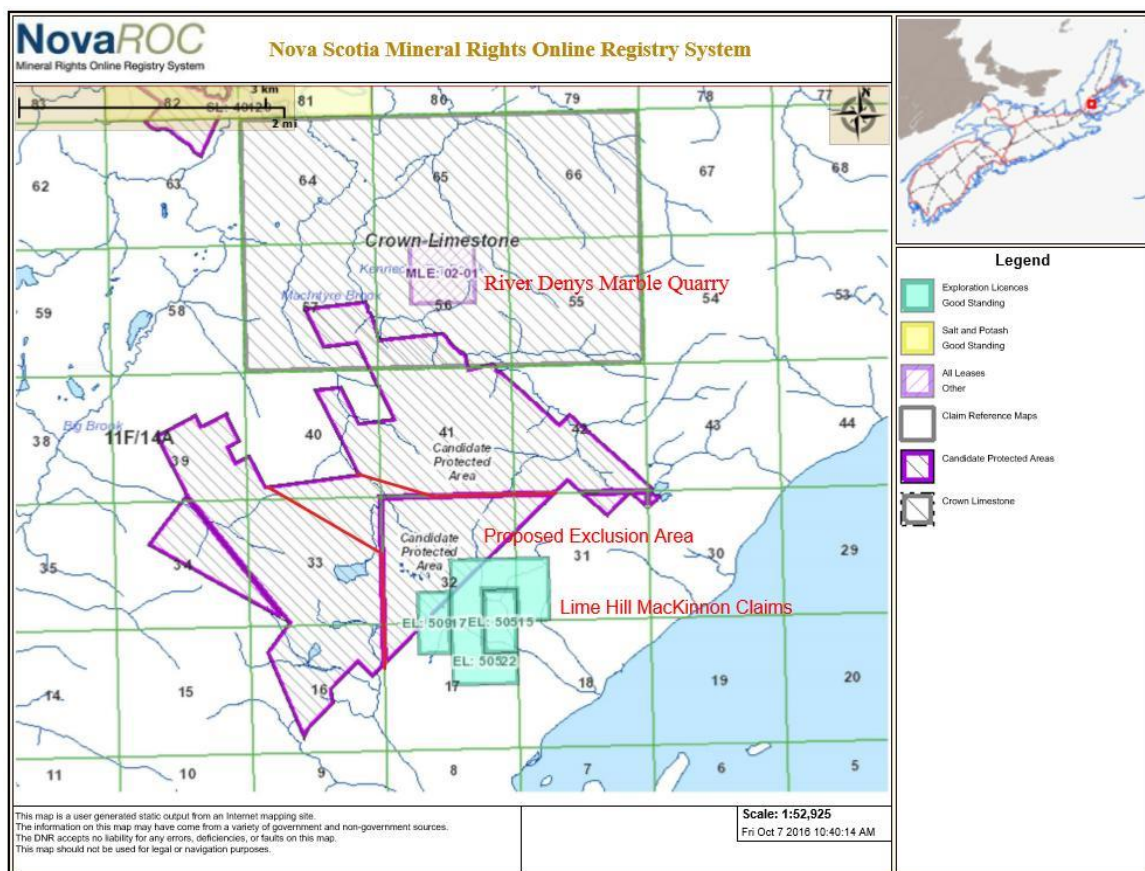 NovaROC
Mineral Rights Online Registry System
Nova Scotia Mineral Rights Online Registry System
3 km
2 mi
N
83
82
SL: 40126
81
80
79
78
77
62
63
64
65
66
67
68
Crown-Limestone
MLE: 02-01
River Denys Marble Quarry
MacIntyre Brook
59
58
57
56
55
54
53
Big Brook
11F/14A
38
39
40
41
42
43
44
Candidate
Protected
Area
Proposed Exclusion Area
Candidate
Protected
Area
35
34
33
32
31
30
29
Lime Hill MacKinnon Claims
EL: 50917
EL: 50515
EL: 50522
14
15
16
17
18
19
20
11
10
9
8
7
6
5
Legend
Exploration Licences
Good Standing
Salt and Potash
Good Standing
All Leases
Other
Claim Reference Maps
Candidate Protected Areas
Crown Limestone
This map is a user generated static output from an Internet mapping site.
The information on this map may have come from a variety of government and non-government sources.
The DNR accepts no liability for any errors, deficiencies, or faults on this map.
This map should not be used for legal or navigation purposes.
Scale: 1:52,925
Fri Oct 7 2016 10:40:14 AM